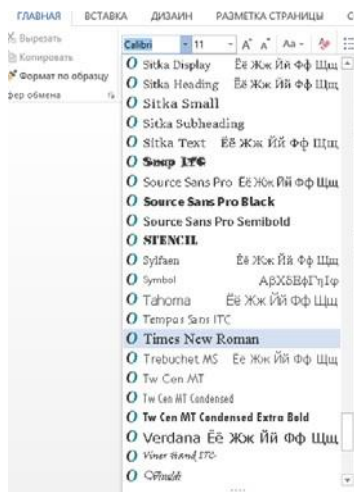 ГЛАВНАЯ ВСТАВКА ДИЗАЙН РАЗМЕТКА СТРАНИЦЫ
Вырезать
Копировать
Формат по образцу
фер обмена
Calibri 11 A A Aa
Sitka Display Ёё Жж Йй Фф Щщ
Sitka Heading Ёё Жж Йй Фф Щщ
Sitka Small
Sitka Subheading
Sitka Text Ёё Жж Йй Фф Щщ
Snap ITC
Source Sans Pro Ёё Жж Йй Фф Щщ
Source Sans Pro Black
Source Sans Pro Semibold
STENCIL
Sylfaen Ёё Жж Йй Фф Щщ
Symbol
Tahoma Ёё Жж Йй Фф Щщ
Tempus Sans ITC
Times New Roman
Trebuchet MS Ёё Жж Йй Фф Щщ
Tw Cen MT
Tw Cen MT Condensed
Tw Cen MT Condensed Extra Bold
Verdana Ёё Жж Йй Фф Щщ
Viner Hand ITC
Vivaldi